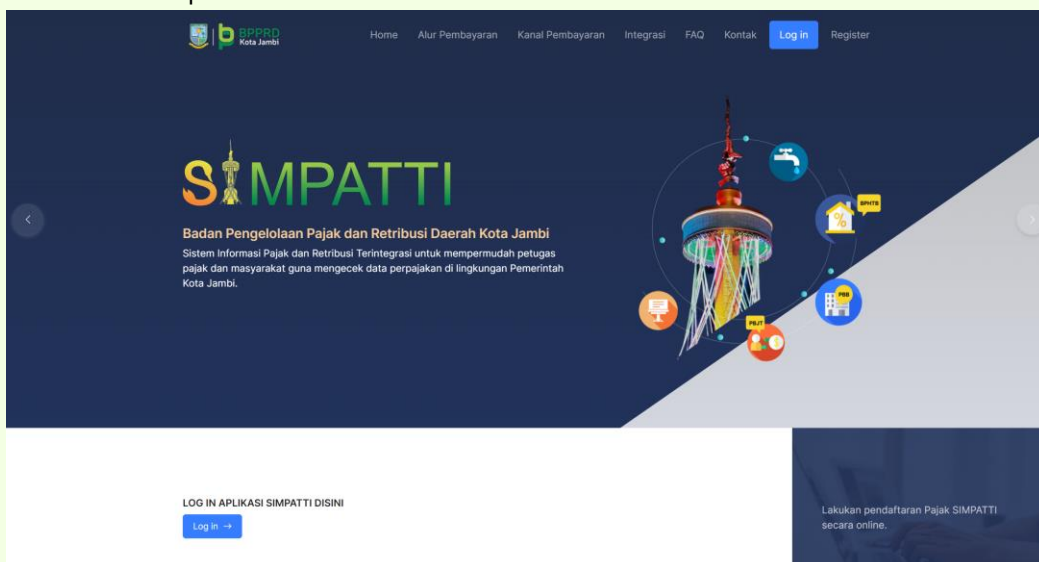 BPPRD
Kota Jambi
Home Alur Pembayaran Kanal Pembayaran Integrasi FAQ Kontak Log in Register
SIMPATTI
Badan Pengelolaan Pajak dan Retribusi Daerah Kota Jambi
Sistem Informasi Pajak dan Retribusi Terintegrasi untuk mempermudah petugas
pajak dan masyarakat guna mengecek data perpajakan di lingkungan Pemerintah
Kota Jambi.
BPHTB
%
PBB
PBJT
LOG IN APLIKASI SIMPATTI DISINI
Log in →
Lakukan pendaftaran Pajak SIMPATTI
secara online.